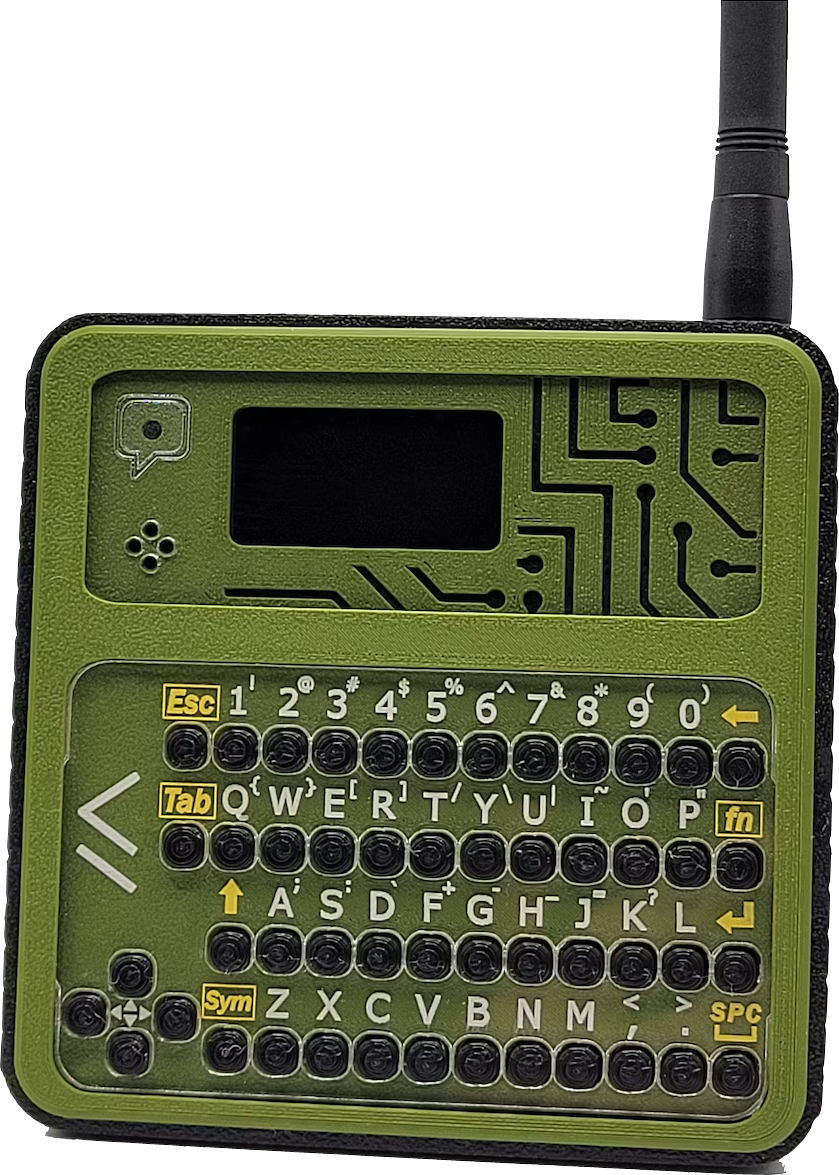 Esc 1! 2@ 3# 4$ 5% 6^ 7& 8* 9( 0) ←
Tab Q{ W} E[ R] T/ Y\ U| I~ O' P" fn
↑ A; S: D` F+ G- H_ J= K? L ↵
Sym Z X C V B N M <, >. SPC